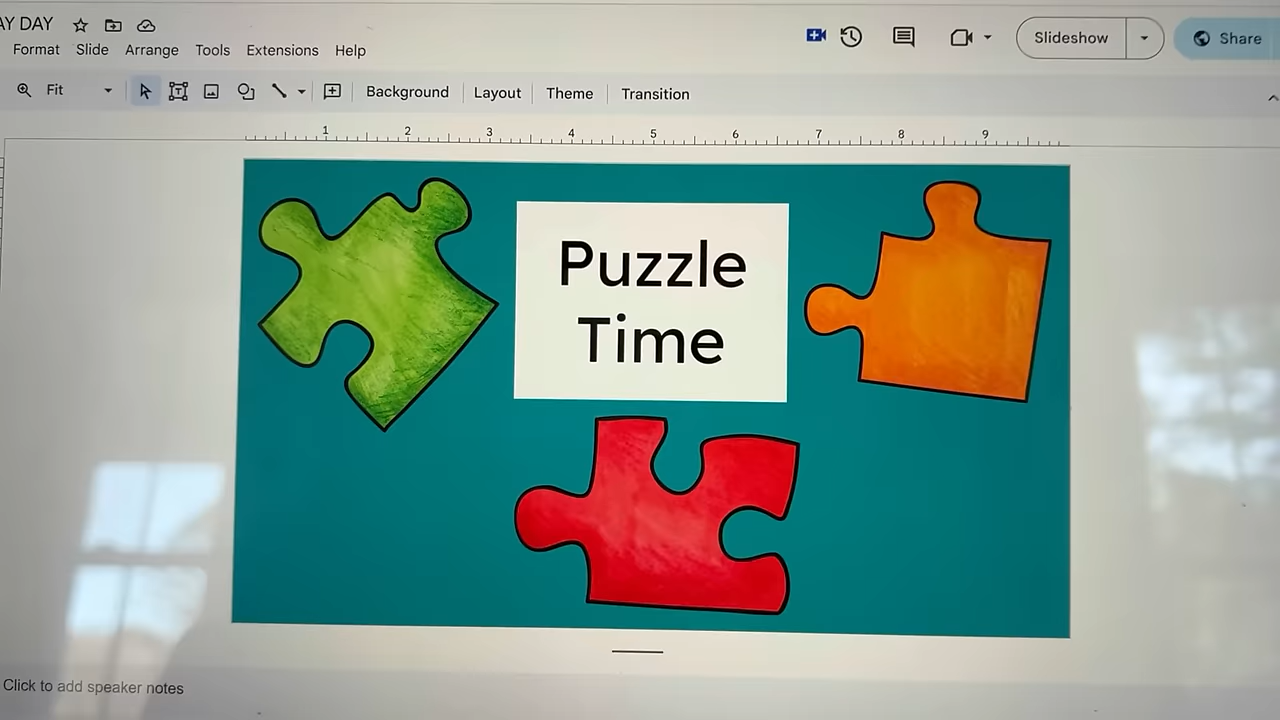 AY DAY
Format Slide Arrange Tools Extensions Help
Slideshow
Share
Fit
Background Layout Theme Transition
1 2 3 4 5 6 7 8 9
Puzzle
Time
Click to add speaker notes